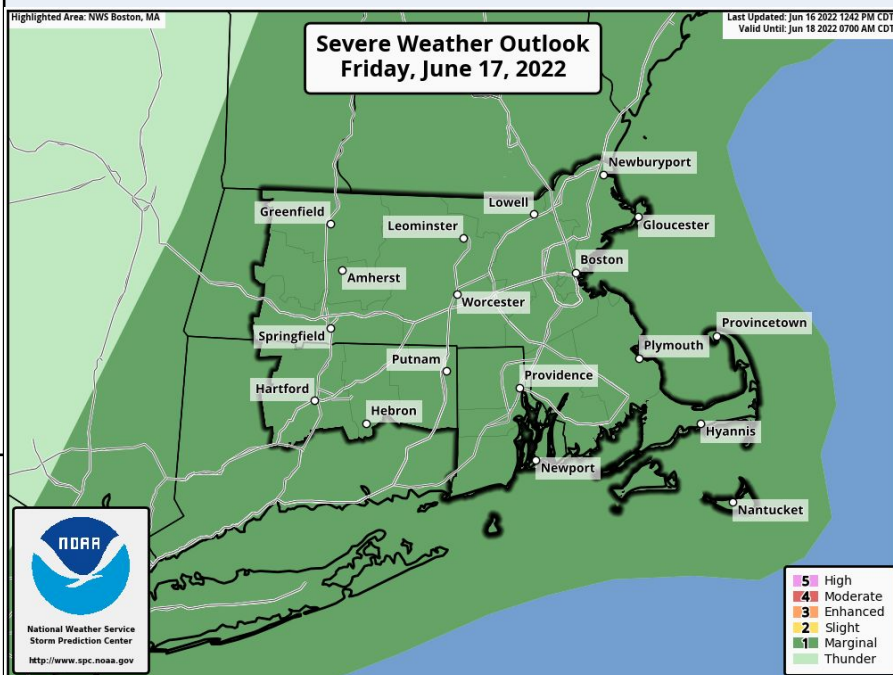 Highlighted Area: NWS Boston, MA
Last Updated: Jun 16 2022 1242 PM CDT
Valid Until: Jun 18 2022 0700 AM CDT
Severe Weather Outlook
Friday, June 17, 2022
Newburyport
Lowell
Greenfield
Gloucester
Leominster
Boston
Amherst
Worcester
Provincetown
Springfield
Plymouth
Putnam
Providence
Hartford
Hebron
Hyannis
Newport
Nantucket
NOAA
National Weather Service
Storm Prediction Center
http://www.spc.noaa.gov
5 High
4 Moderate
3 Enhanced
2 Slight
1 Marginal
Thunder